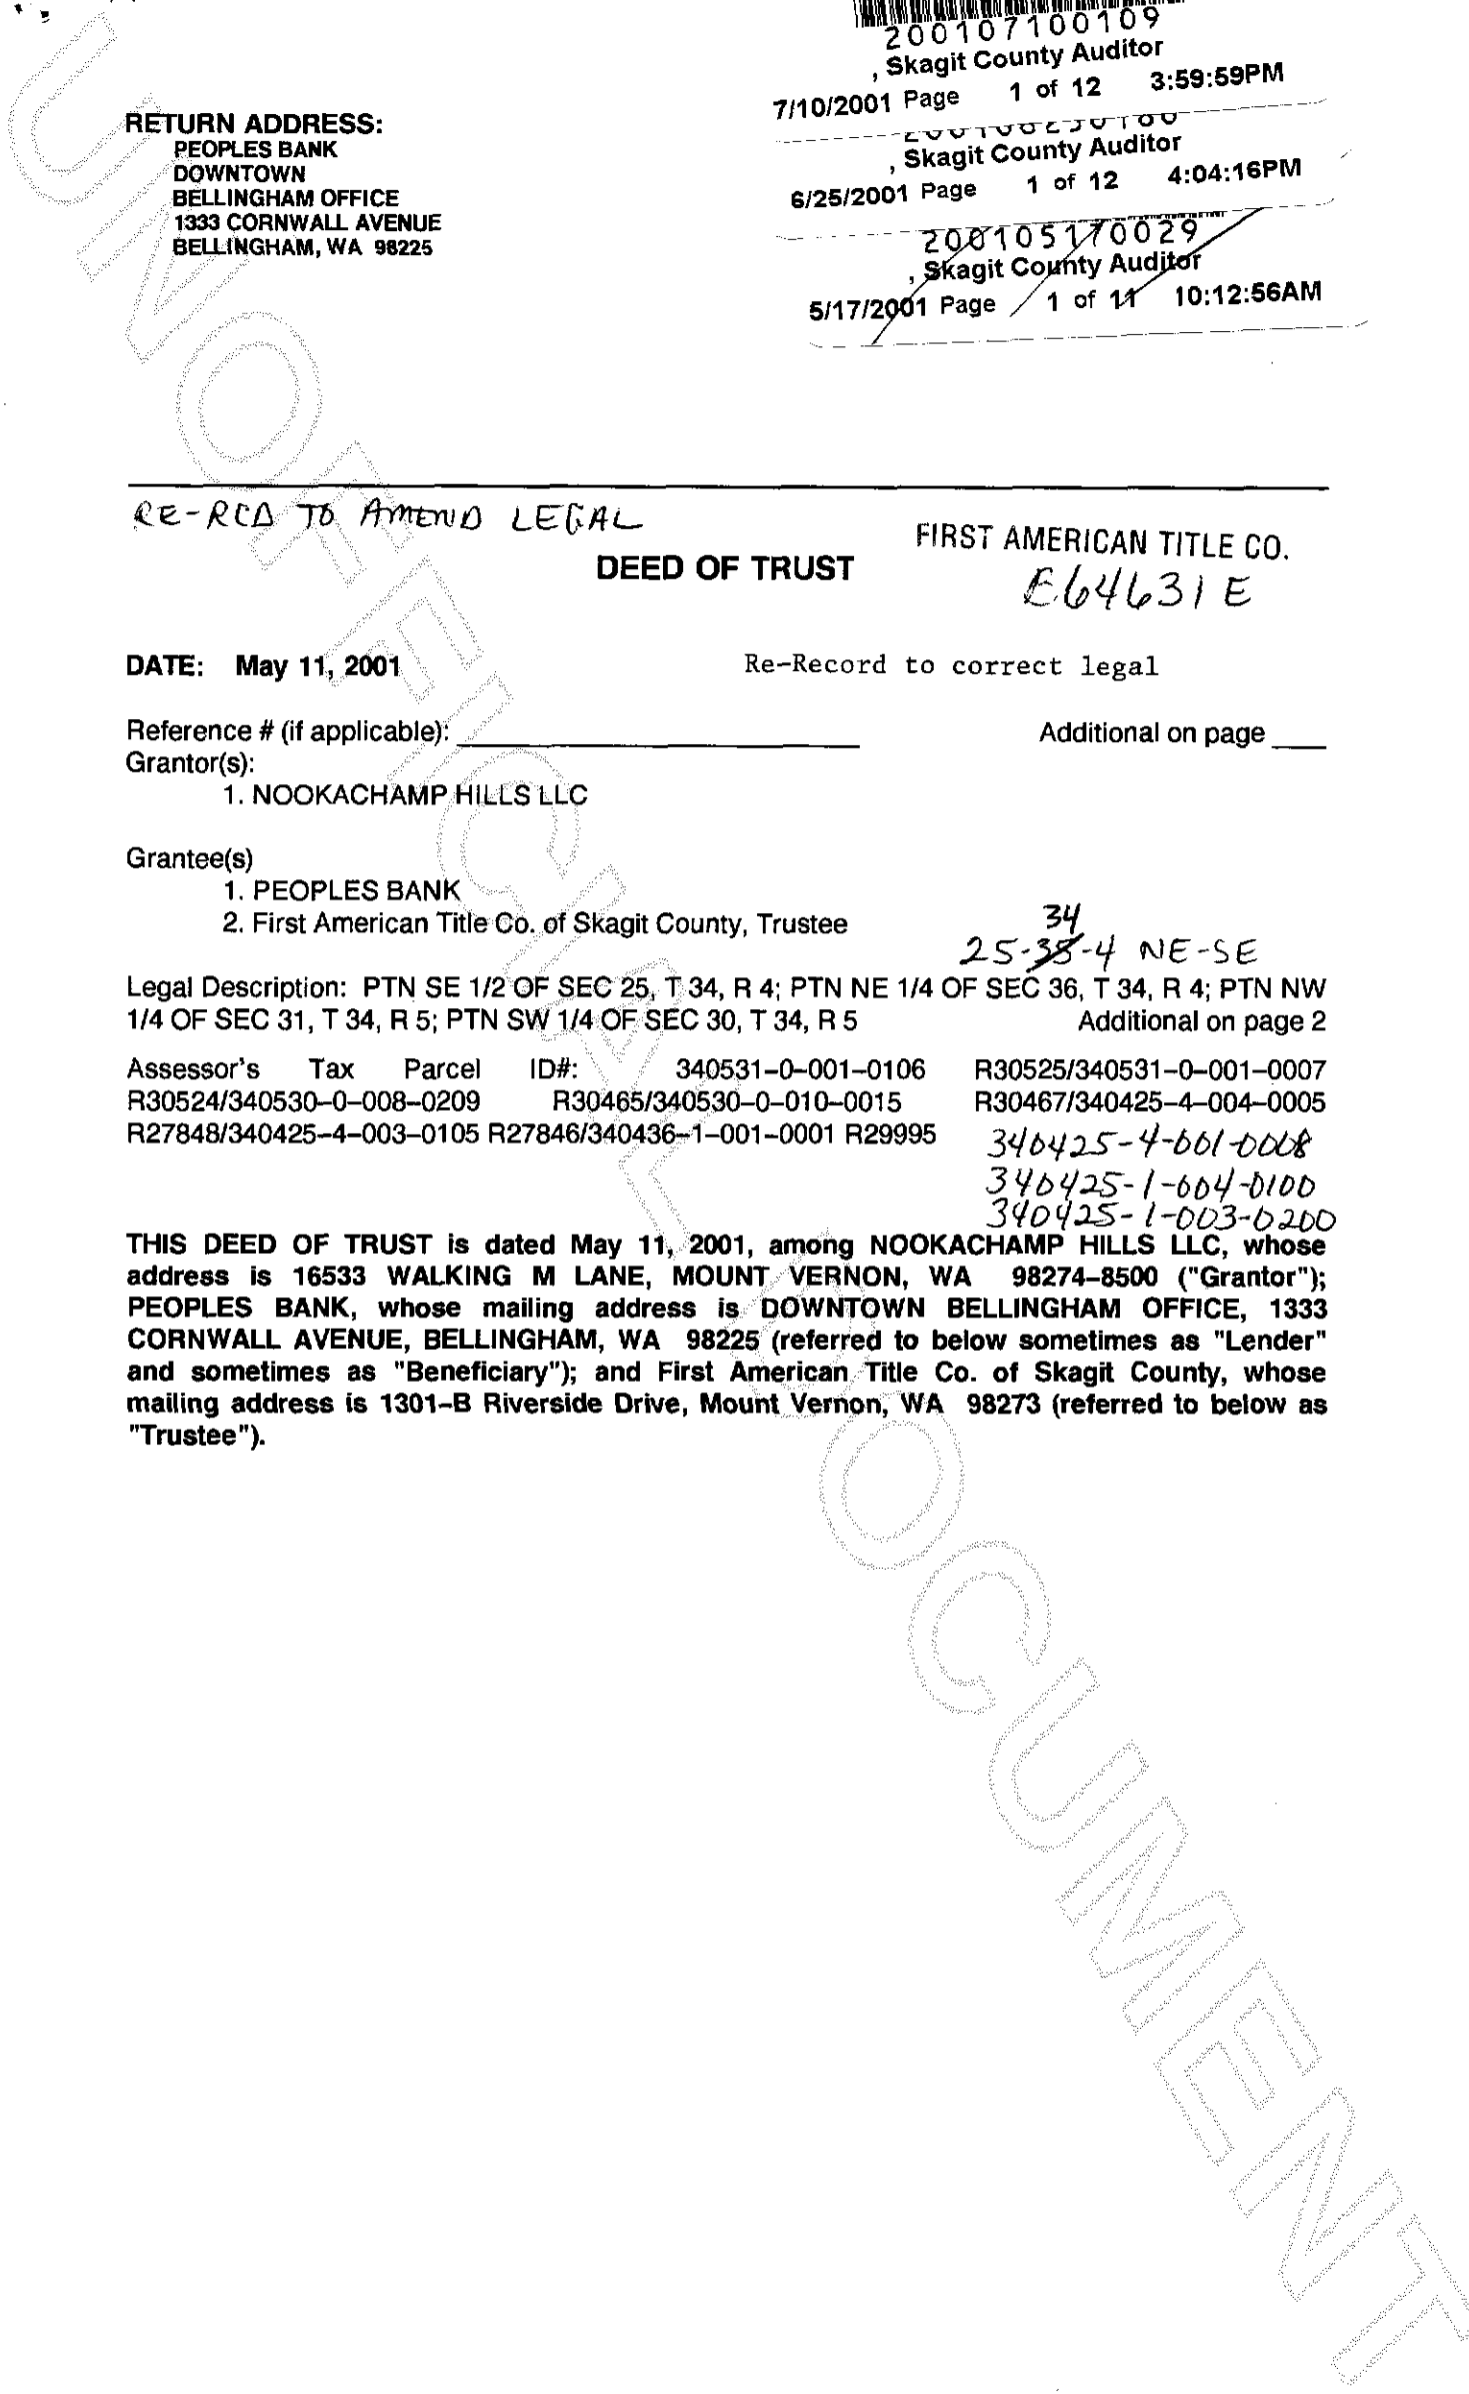 200107100109
, Skagit County Auditor
7/10/2001 Page 1 of 12 3:59:59PM
, Skagit County Auditor
6/25/2001 Page 1 of 12 4:04:16PM
200105170029
, Skagit County Auditor
5/17/2001 Page 1 of 11 10:12:56AM
RETURN ADDRESS:
PEOPLES BANK
DOWNTOWN
BELLINGHAM OFFICE
1333 CORNWALL AVENUE
BELLINGHAM, WA 98225
RE-RCD TO AMEND LEGAL
FIRST AMERICAN TITLE CO.
DEED OF TRUST
E64631E
DATE: May 11, 2001
Re-Record to correct legal
Reference # (if applicable): ____ Additional on page ____
Grantor(s):
1. NOOKACHAMP HILLS LLC
Grantee(s)
1. PEOPLES BANK
2. First American Title Co. of Skagit County, Trustee
34
25-35-4 NE-SE
Legal Description: PTN SE 1/2 OF SEC 25, T 34, R 4; PTN NE 1/4 OF SEC 36, T 34, R 4; PTN NW
1/4 OF SEC 31, T 34, R 5; PTN SW 1/4 OF SEC 30, T 34, R 5 Additional on page 2
Assessor's Tax Parcel ID#: 340531-0-001-0106 R30525/340531-0-001-0007
R30524/340530-0-008-0209 R30465/340530-0-010-0015 R30467/340425-4-004-0005
R27848/340425-4-003-0105 R27846/340436-1-001-0001 R29995
340425-4-001-0008
340425-1-004-0100
340425-1-003-0200
THIS DEED OF TRUST is dated May 11, 2001, among NOOKACHAMP HILLS LLC, whose
address is 16533 WALKING M LANE, MOUNT VERNON, WA 98274-8500 ("Grantor");
PEOPLES BANK, whose mailing address is DOWNTOWN BELLINGHAM OFFICE, 1333
CORNWALL AVENUE, BELLINGHAM, WA 98225 (referred to below sometimes as "Lender"
and sometimes as "Beneficiary"); and First American Title Co. of Skagit County, whose
mailing address is 1301-B Riverside Drive, Mount Vernon, WA 98273 (referred to below as
"Trustee").
UNOFFICIAL DOCUMENT